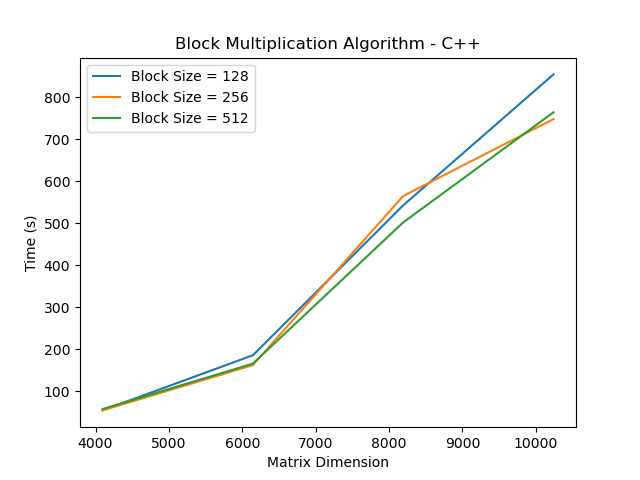 Block Multiplication Algorithm - C++
Block Size = 128
Block Size = 256
Block Size = 512
Time (s)
800
700
600
500
400
300
200
100
4000 5000 6000 7000 8000 9000 10000
Matrix Dimension